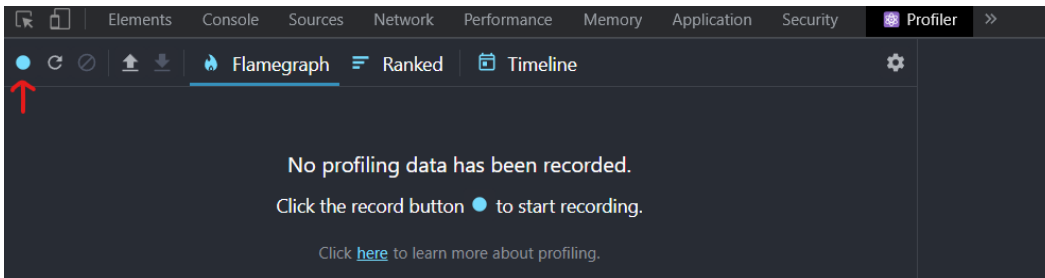 Elements Console Sources Network Performance Memory Application Security Profiler »
Flamegraph Ranked Timeline
No profiling data has been recorded.
Click the record button to start recording.
Click here to learn more about profiling.